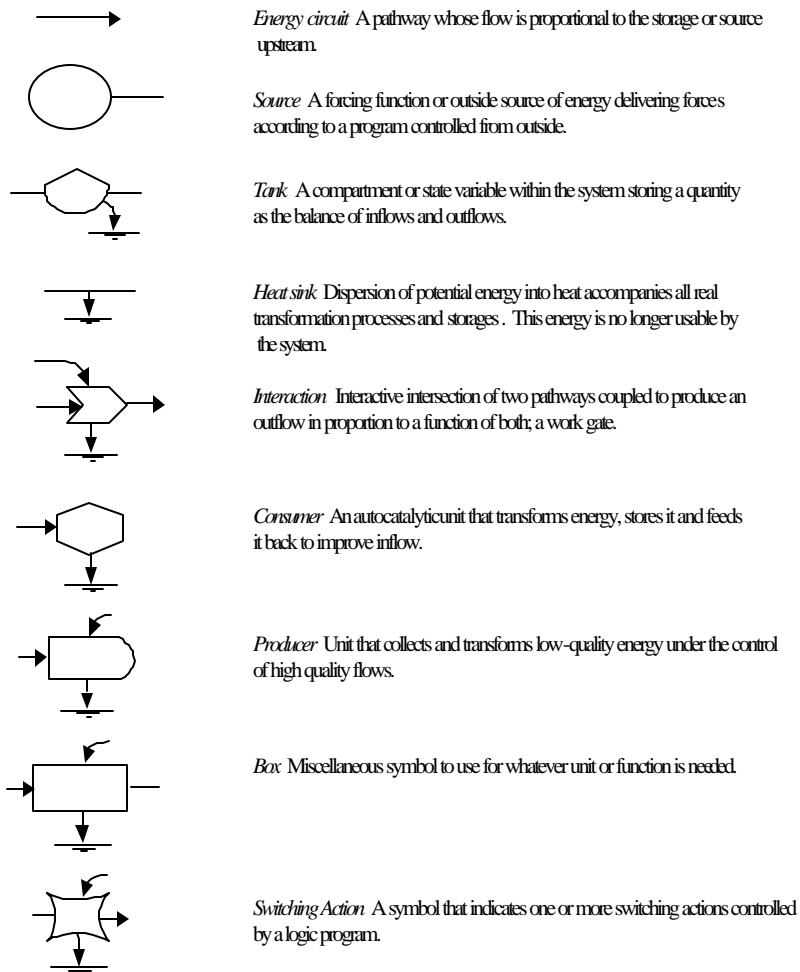 Energy circuit A pathway whose flow is proportional to the storage or source
upstream.
Source A forcing function or outside source of energy delivering forces
according to a program controlled from outside.
Tank A compartment or state variable within the system storing a quantity
as the balance of inflows and outflows.
Heat sink Dispersion of potential energy into heat accompanies all real
transformation processes and storages . This energy is no longer usable by
the system.
Interaction Interactive intersection of two pathways coupled to produce an
outflow in proportion to a function of both; a work gate.
Consumer An autocatalyticunit that transforms energy, stores it and feeds
it back to improve inflow.
Producer Unit that collects and transforms low-quality energy under the control
of high quality flows.
Box Miscellaneous symbol to use for whatever unit or function is needed.
Switching Action A symbol that indicates one or more switching actions controlled
by a logic program.